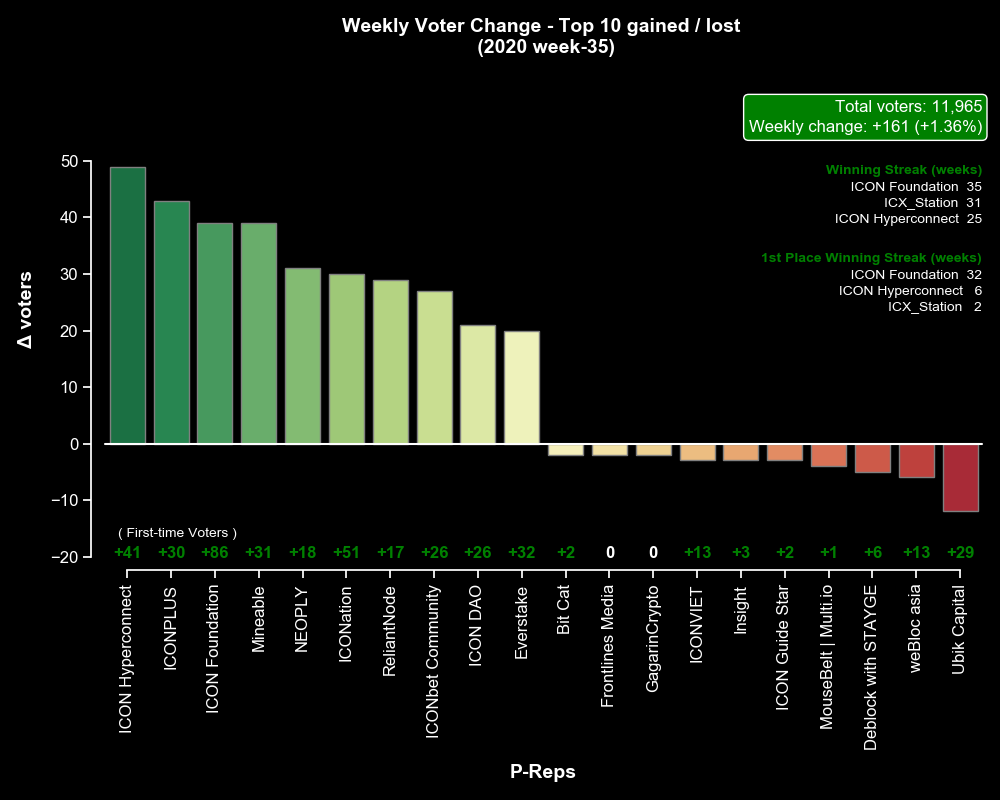 Weekly Voter Change - Top 10 gained / lost
(2020 week-35)
Total voters: 11,965
Weekly change: +161 (+1.36%)
Winning Streak (weeks)
ICON Foundation 35
ICX_Station 31
ICON Hyperconnect 25
1st Place Winning Streak (weeks)
ICON Foundation 32
ICON Hyperconnect 6
ICX_Station 2
Δ voters
50
40
30
20
10
0
−10
−20
( First-time Voters )
+41 +30 +86 +31 +18 +51 +17 +26 +26 +32 +2 0 0 +13 +3 +2 +1 +6 +13 +29
ICON Hyperconnect
ICONPLUS
ICON Foundation
Mineable
NEOPLY
ICONation
ReliantNode
ICONbet Community
ICON DAO
Everstake
Bit Cat
Frontlines Media
GagarinCrypto
ICONVIET
Insight
ICON Guide Star
MouseBelt | Multi.io
Deblock with STAYGE
weBloc asia
Ubik Capital
P-Reps